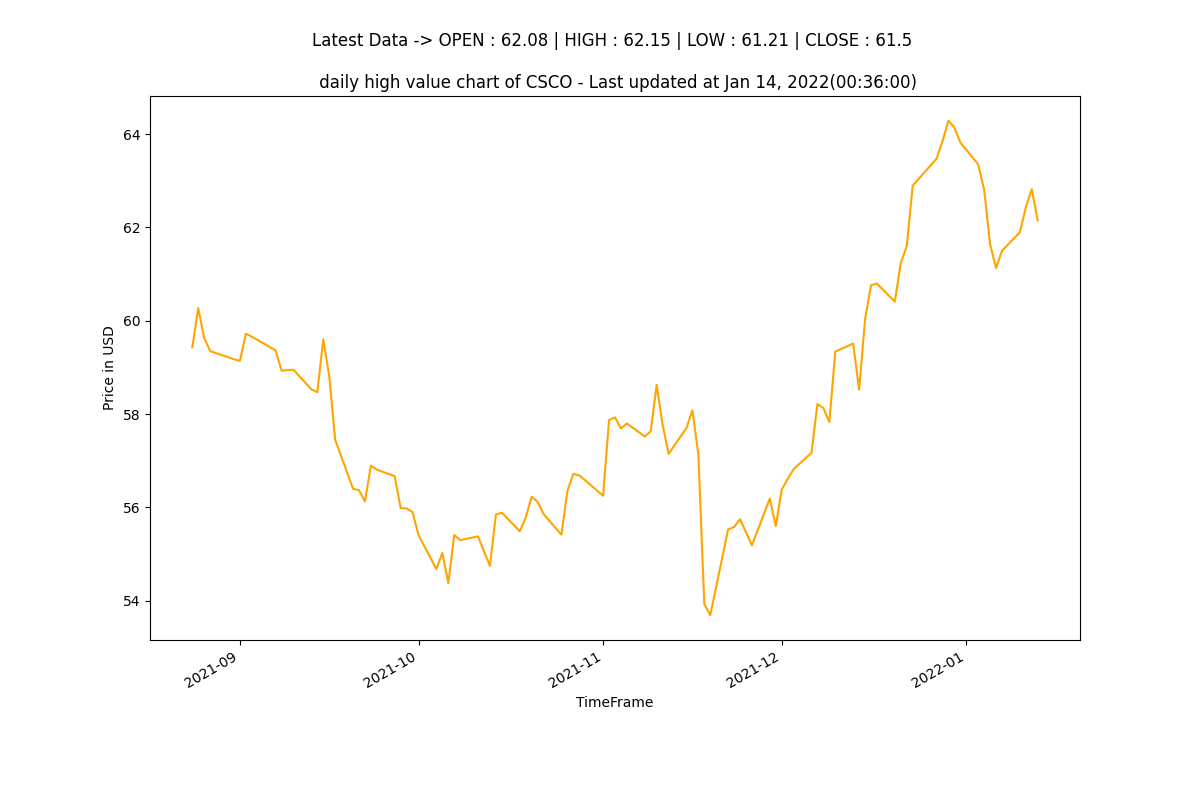 Latest Data -> OPEN : 62.08 | HIGH : 62.15 | LOW : 61.21 | CLOSE : 61.5
daily high value chart of CSCO - Last updated at Jan 14, 2022(00:36:00)
64
62
60
58
56
54
Price in USD
2021-09
2021-10
2021-11
2021-12
2022-01
TimeFrame